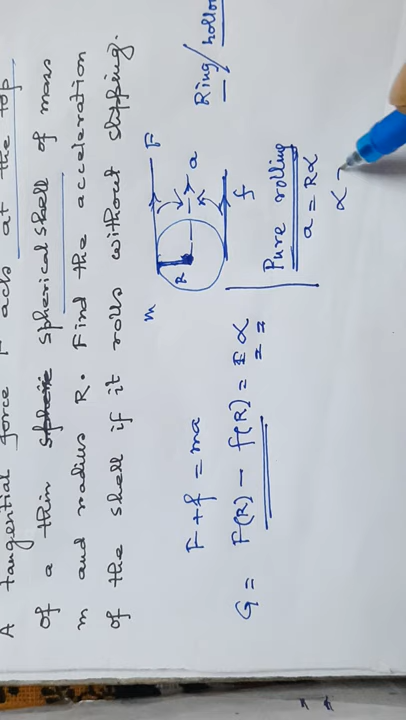 A tangential force F acts at the top
of a thin sphere spherical shell of mass
m and radius R. Find the acceleration
of the shell if it rolls without slipping.
m
F
R
a
f
Ring/hollow
F + f = ma
G = F(R) - f(R) = I α
Pure rolling
a = Rα
α